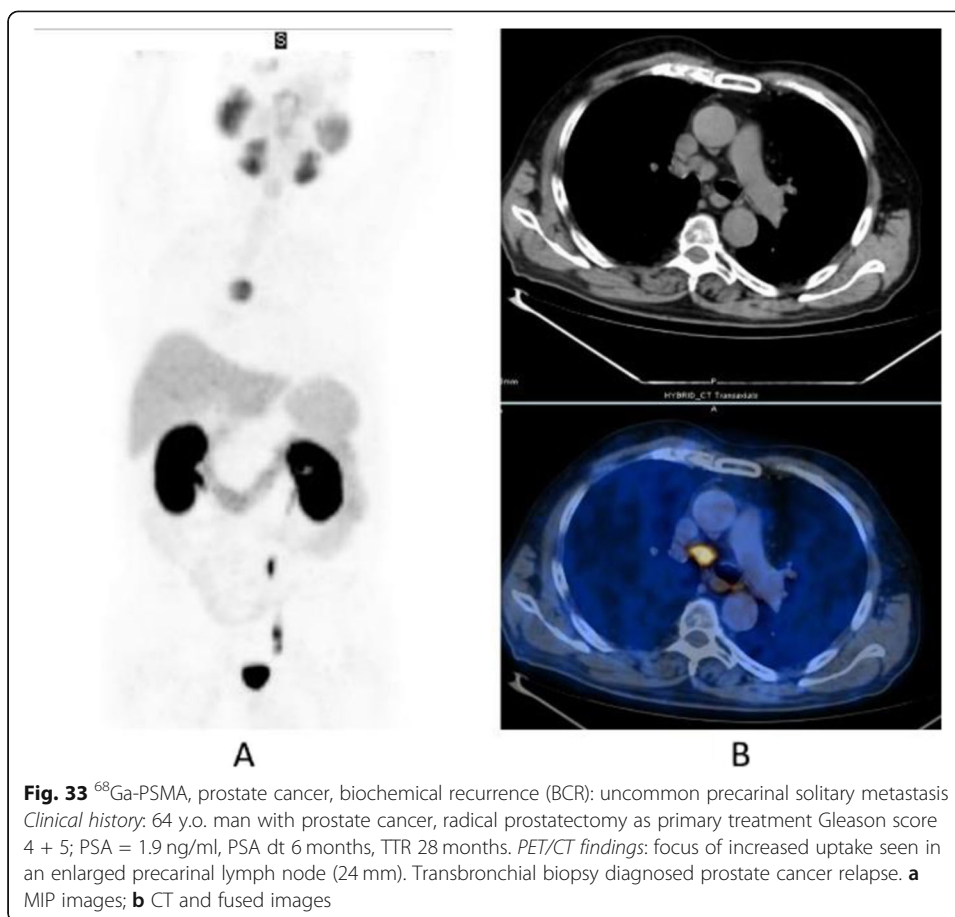 S
mm
P
HYBRID_CT Transaxials
A
A
B
Fig. 33 ⁶⁸Ga-PSMA, prostate cancer, biochemical recurrence (BCR): uncommon precarinal solitary metastasis
Clinical history: 64 y.o. man with prostate cancer, radical prostatectomy as primary treatment Gleason score
4 + 5; PSA = 1.9 ng/ml, PSA dt 6 months, TTR 28 months. PET/CT findings: focus of increased uptake seen in
an enlarged precarinal lymph node (24 mm). Transbronchial biopsy diagnosed prostate cancer relapse. a
MIP images; b CT and fused images